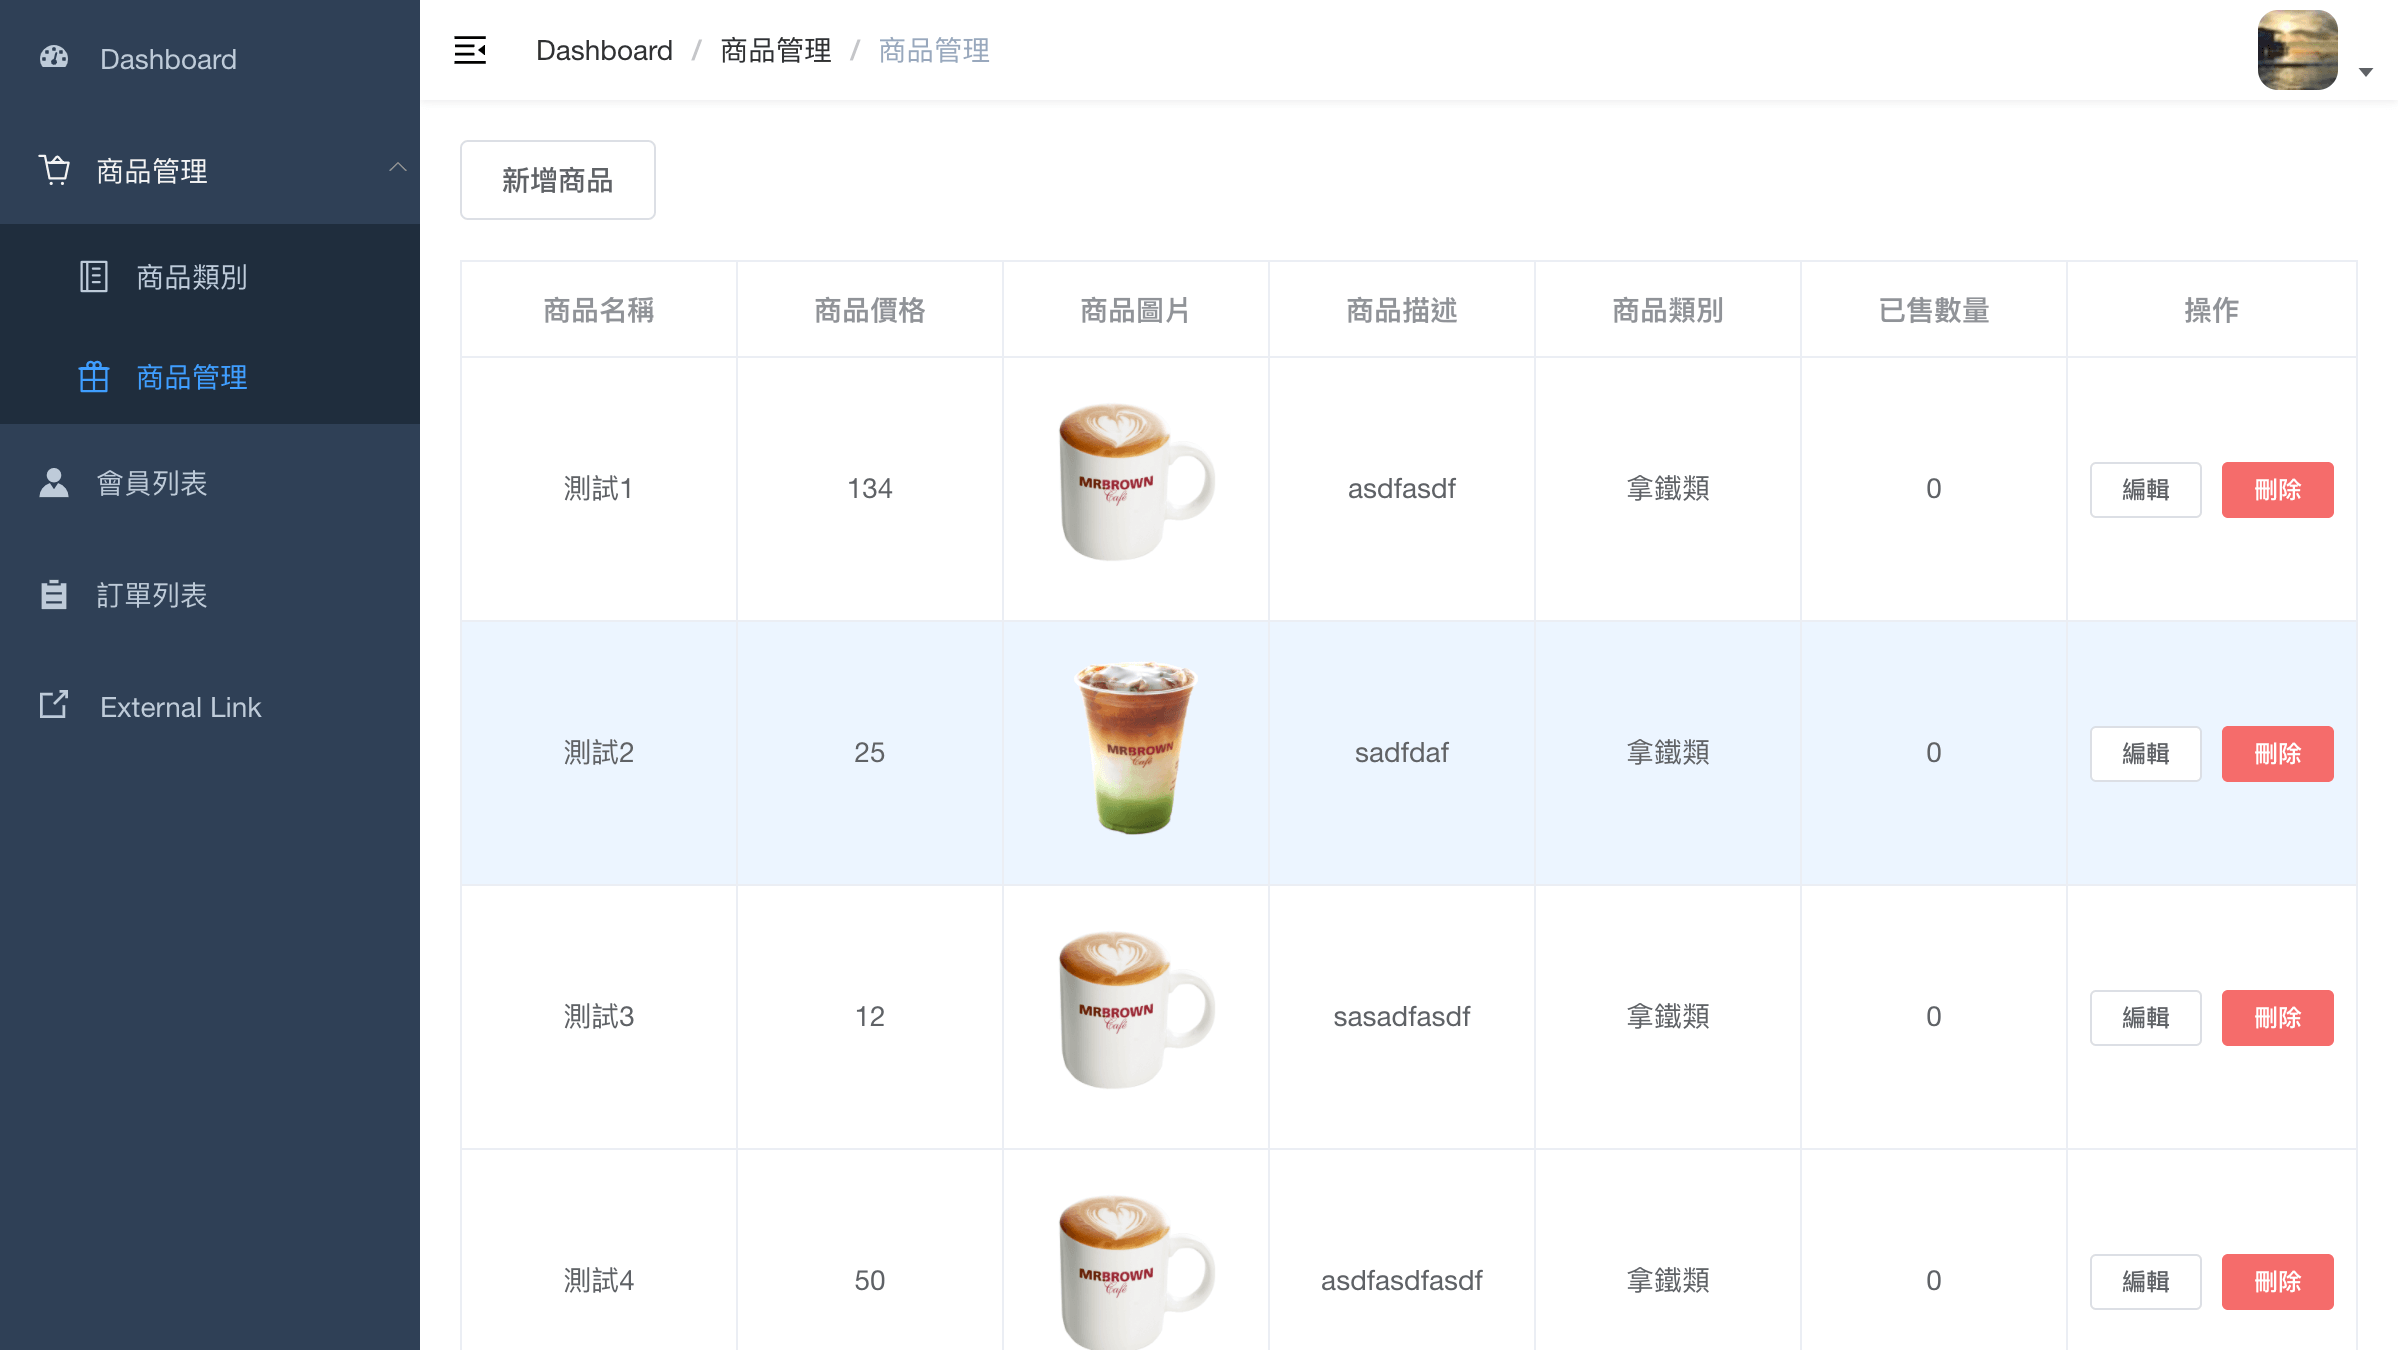 Dashboard
商品管理
商品類別
商品管理
會員列表
訂單列表
External Link
Dashboard / 商品管理 / 商品管理
新增商品
商品名稱 商品價格 商品圖片 商品描述 商品類別 已售數量 操作
測試1 134 asdfasdf 拿鐵類 0 編輯 刪除
MRBROWN
Café
測試2 25 sadfdaf 拿鐵類 0 編輯 刪除
MRBROWN
Café
測試3 12 sasadfasdf 拿鐵類 0 編輯 刪除
MRBROWN
Café
測試4 50 asdfasdfasdf 拿鐵類 0 編輯 刪除
MRBROWN
Café